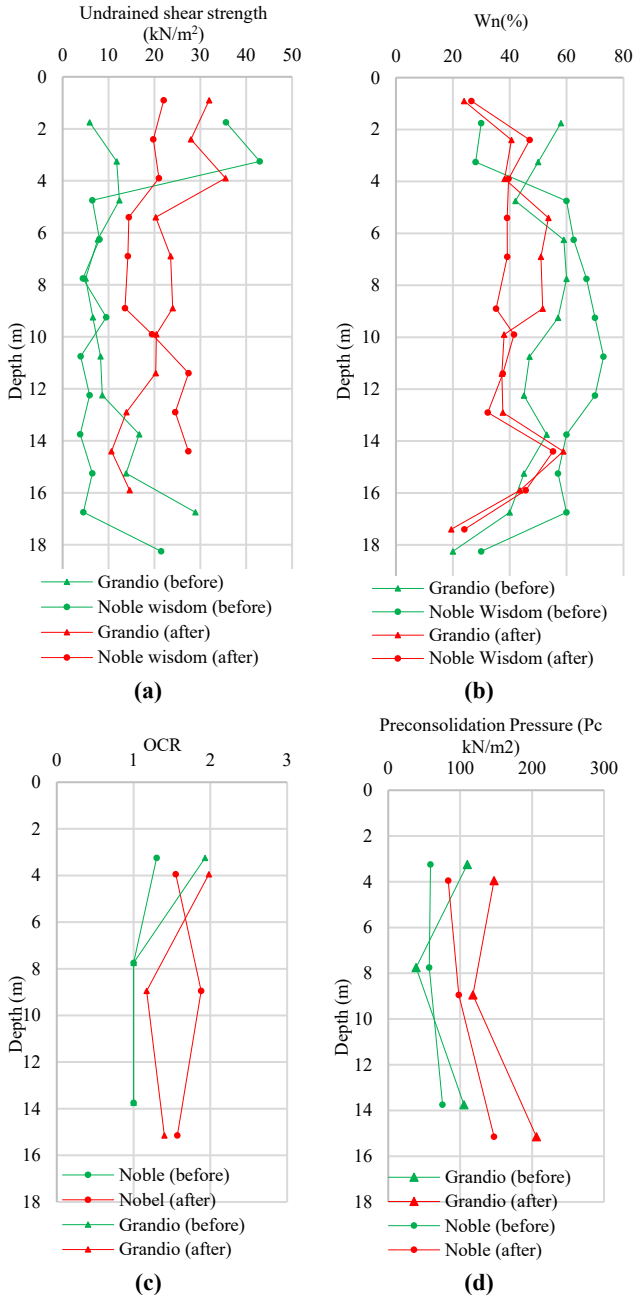 Undrained shear strength
(kN/m2)
0 10 20 30 40 50
0
2
4
6
8
10
12
14
16
18
Depth (m)
Grandio (before)
Noble wisdom (before)
Grandio (after)
Noble wisdom (after)
(a)
Wn(%)
0 20 40 60 80
0
2
4
6
8
10
12
14
16
18
Depth (m)
Grandio (before)
Noble Wisdom (before)
Grandio (after)
Noble Wisdom (after)
(b)
OCR
0 1 2 3
0
2
4
6
8
10
12
14
16
18
Depth (m)
Noble (before)
Nobel (after)
Grandio (before)
Grandio (after)
(c)
Preconsolidation Pressure (Pc
kN/m2)
0 100 200 300
0
2
4
6
8
10
12
14
16
18
Depth (m)
Grandio (before)
Grandio (after)
Noble (before)
Noble (after)
(d)